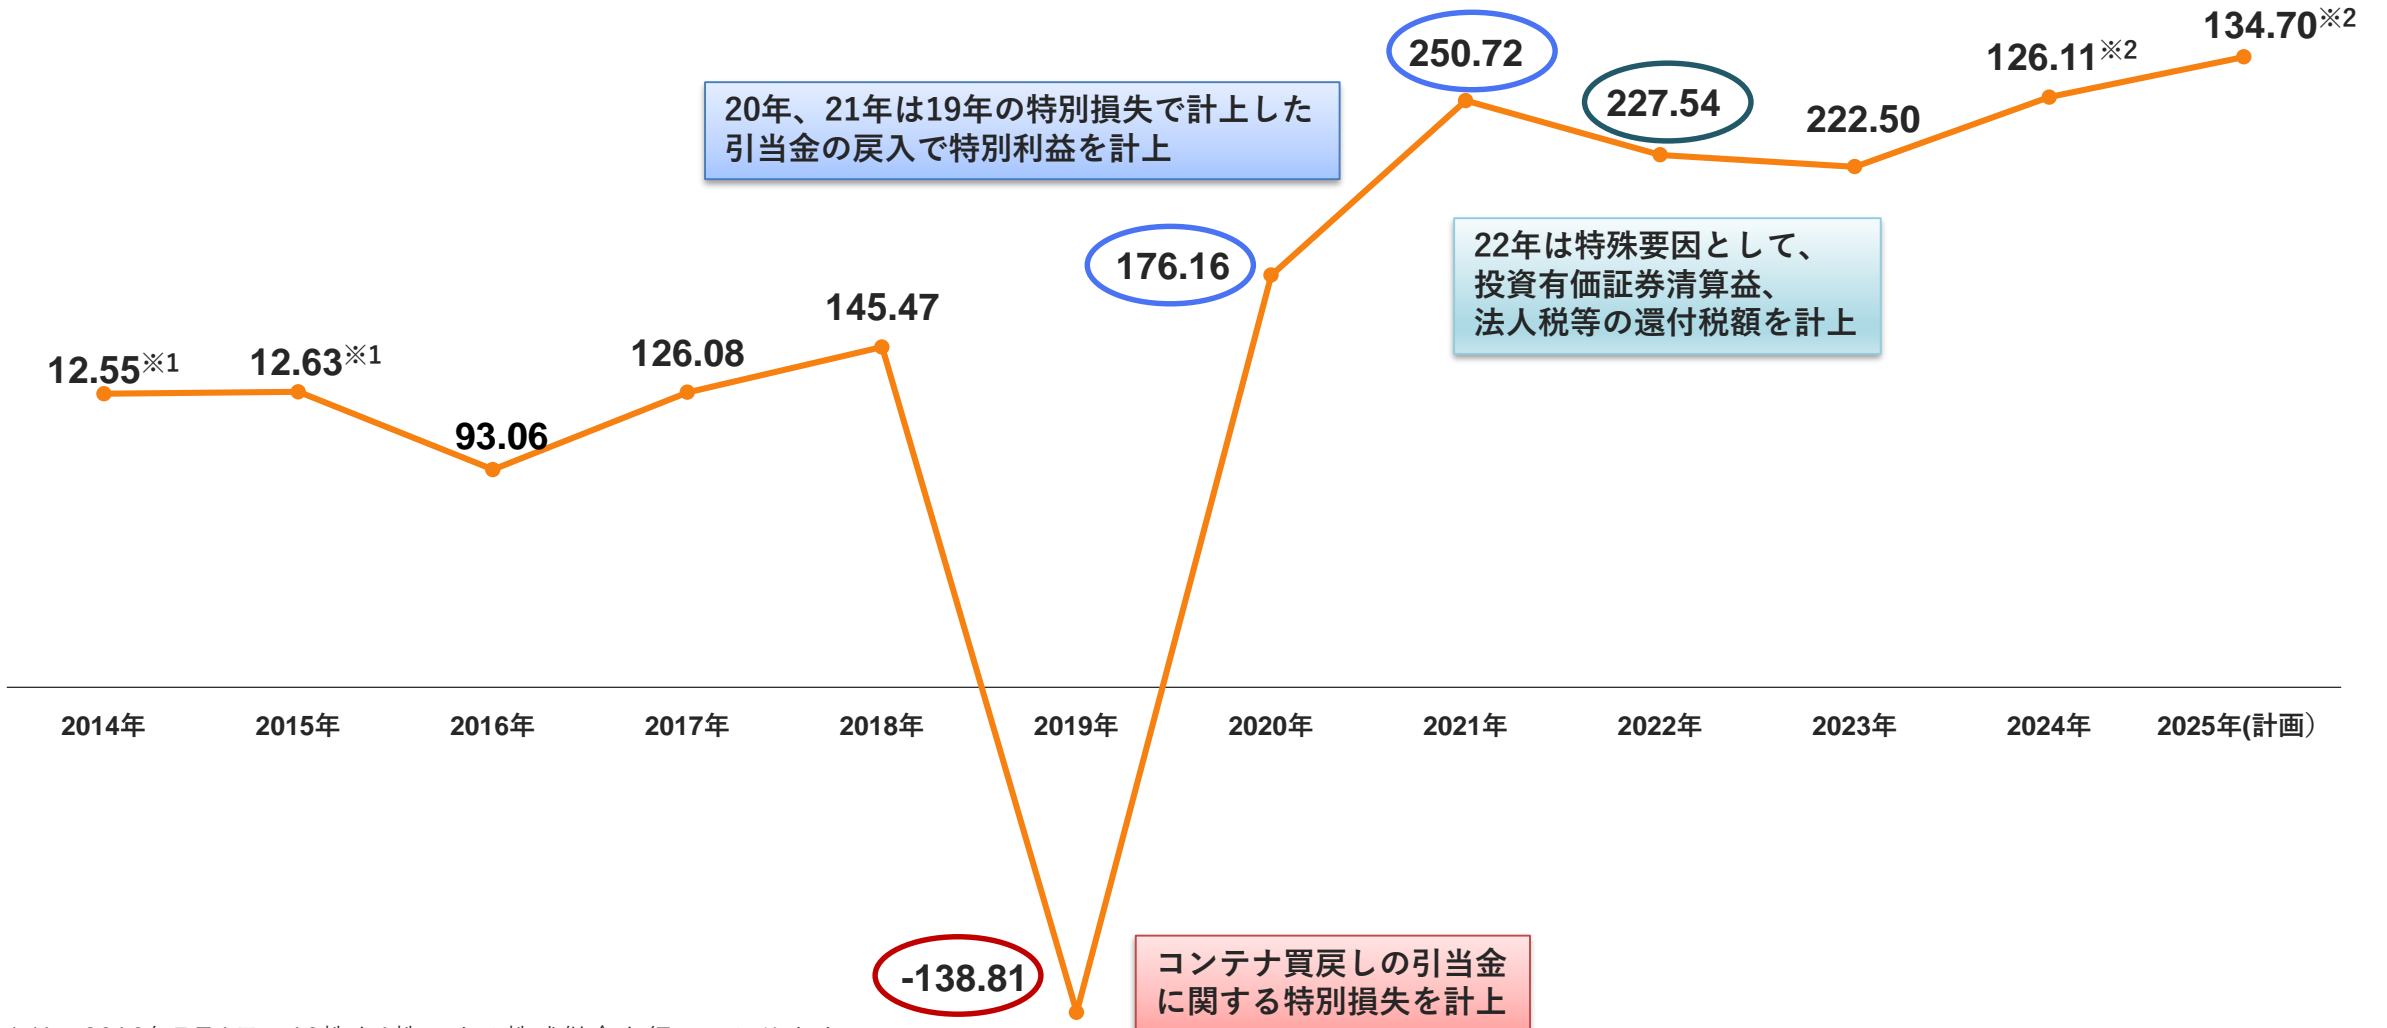 134.70※2
250.72
126.11※2
20年、21年は19年の特別損失で計上した
引当金の戻入で特別利益を計上
227.54
222.50
176.16
22年は特殊要因として、
投資有価証券清算益、
法人税等の還付税額を計上
145.47
12.55※1
12.63※1
126.08
93.06
2014年
2015年
2016年
2017年
2018年
2019年
2020年
2021年
2022年
2023年
2024年
2025年(計画）
-138.81
コンテナ買戻しの引当金
に関する特別損失を計上